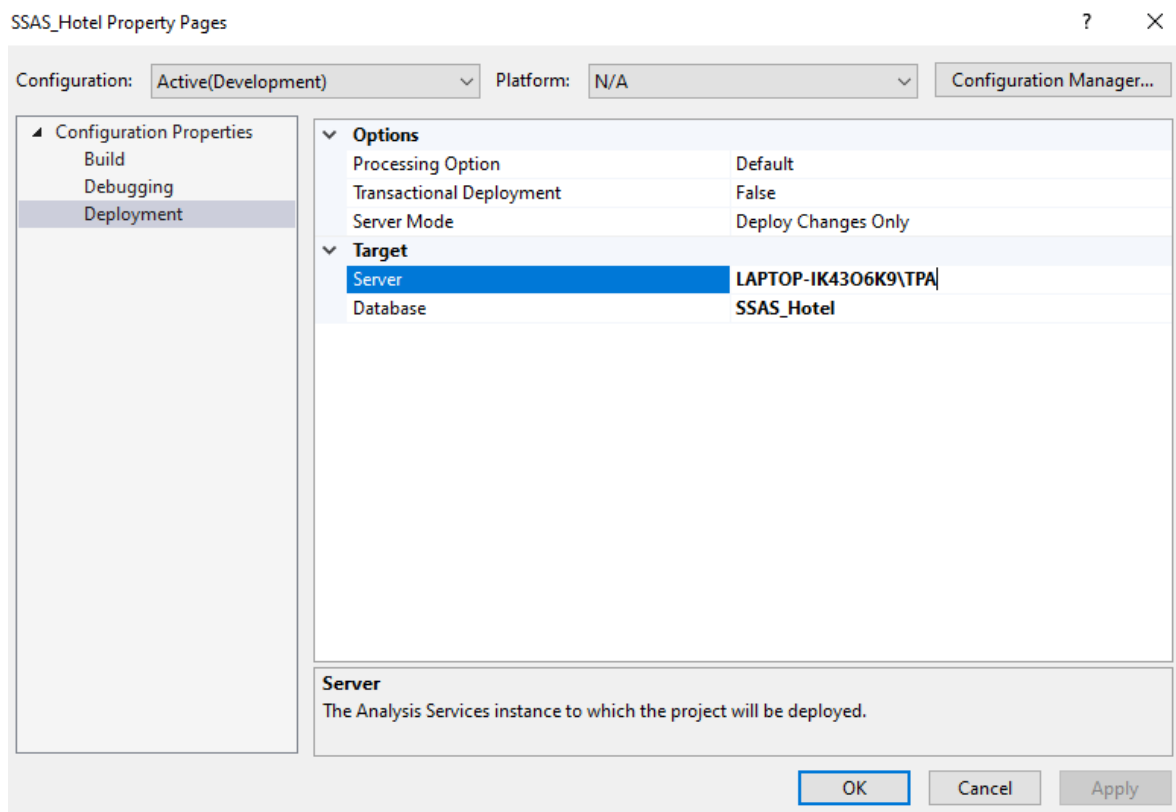 SSAS_Hotel Property Pages ? ×
Configuration: Active(Development) Platform: N/A Configuration Manager...
Configuration Properties
Build
Debugging
Deployment
Options
Processing Option Default
Transactional Deployment False
Server Mode Deploy Changes Only
Target
Server LAPTOP-IK43O6K9\TPA
Database SSAS_Hotel
Server
The Analysis Services instance to which the project will be deployed.
OK Cancel Apply